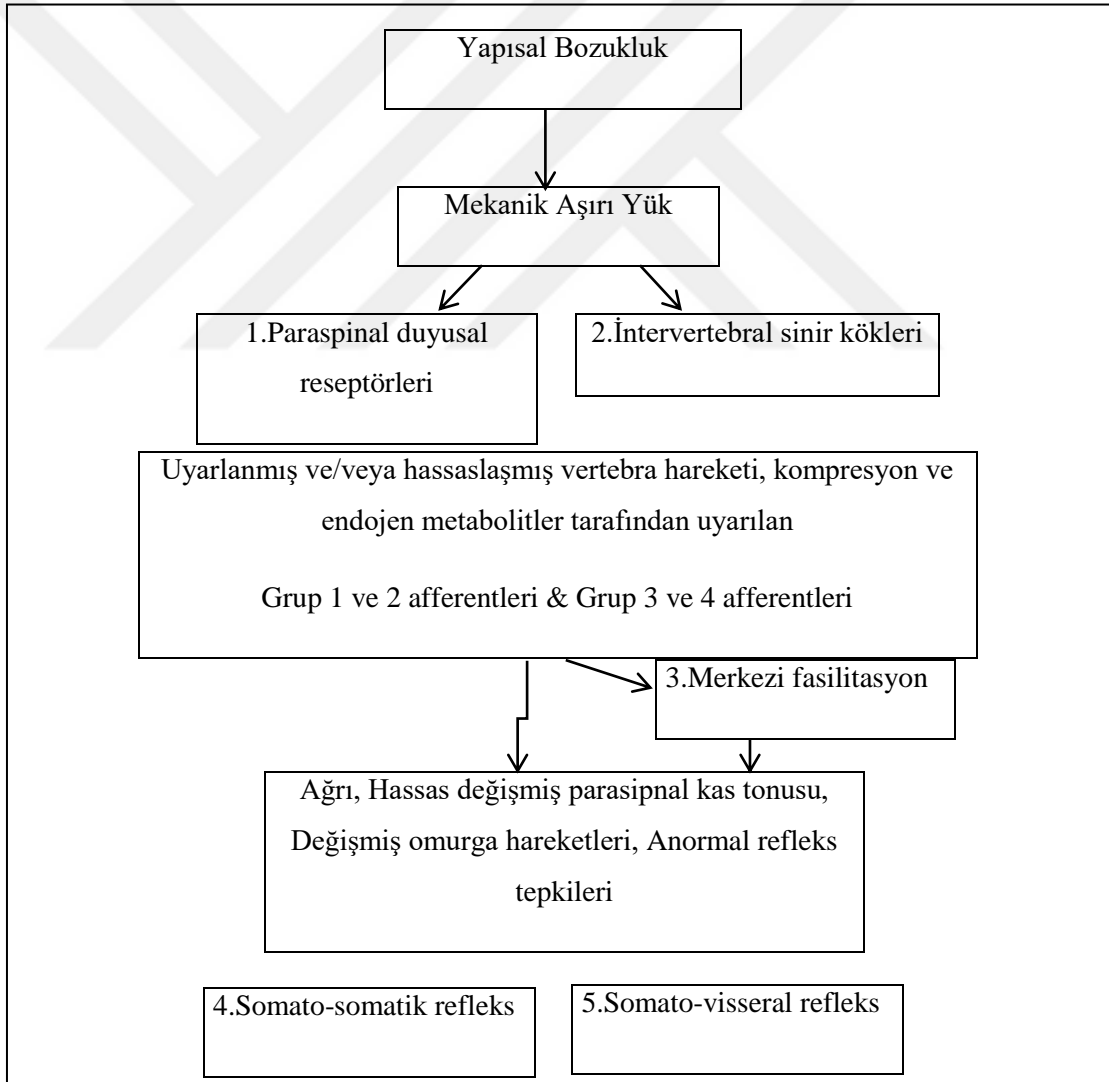 Yapısal Bozukluk
Mekanik Aşırı Yük
1.Paraspinal duyusal
reseptörleri
2.İntervertebral sinir kökleri
Uyarlanmış ve/veya hassaslaşmış vertebra hareketi, kompresyon ve
endojen metabolitler tarafından uyarılan
Grup 1 ve 2 afferentleri & Grup 3 ve 4 afferentleri
3.Merkezi fasilitasyon
Ağrı, Hassas değişmiş parasipnal kas tonusu,
Değişmiş omurga hareketleri, Anormal refleks
tepkileri
4.Somato-somatik refleks
5.Somato-visseral refleks